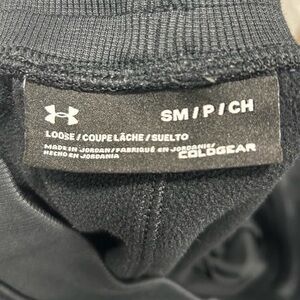 SM/P/CH
LOOSE/COUPE LÂCHE/SUELTO
MADE IN JORDAN/FABRIQUÉ EN JORDANIE/
HECHO EN JORDANIA
COLDGEAR